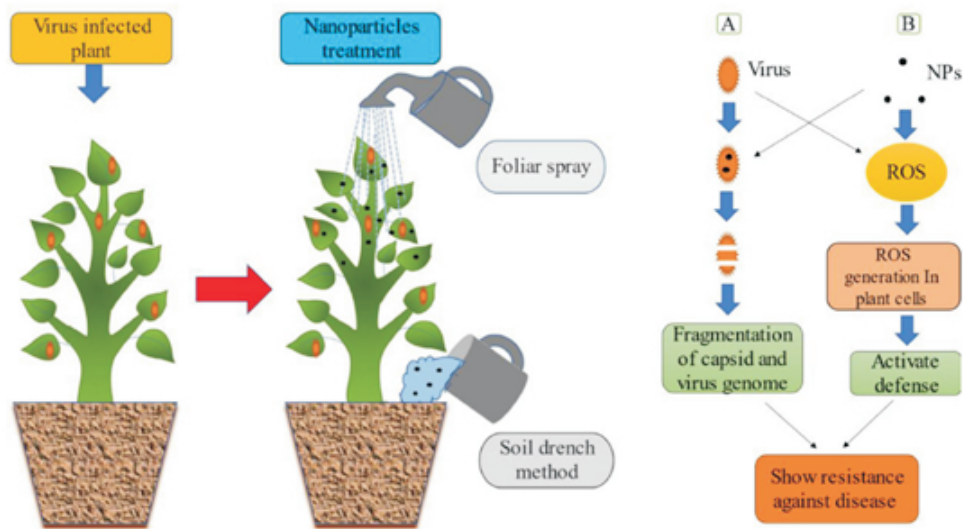 Virus infected
plant
Nanoparticles
treatment
Foliar spray
Soil drench
method
A
B
Virus
NPs
ROS
ROS
generation In
plant cells
Fragmentation
of capsid and
virus genome
Activate
defense
Show resistance
against disease